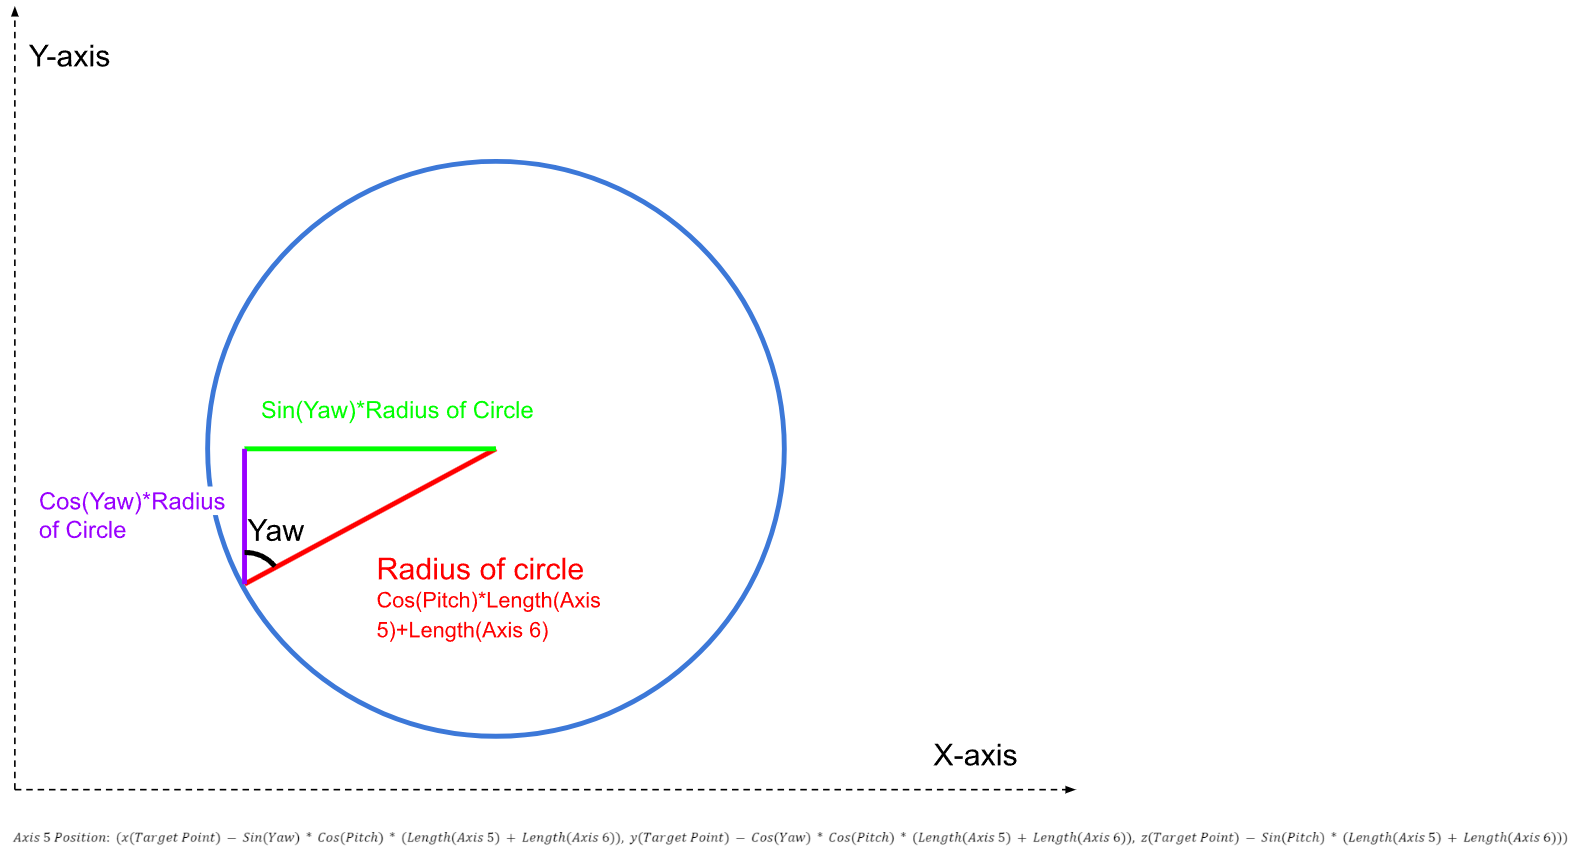 Y-axis
Sin(Yaw)*Radius of Circle
Cos(Yaw)*Radius
of Circle
Yaw
Radius of circle
Cos(Pitch)*Length(Axis
5)+Length(Axis 6)
X-axis
Axis 5 Position: (x(Target Point) − Sin(Yaw) * Cos(Pitch) * (Length(Axis 5) + Length(Axis 6)), y(Target Point) − Cos(Yaw) * Cos(Pitch) * (Length(Axis 5) + Length(Axis 6)), z(Target Point) − Sin(Pitch) * (Length(Axis 5) + Length(Axis 6)))